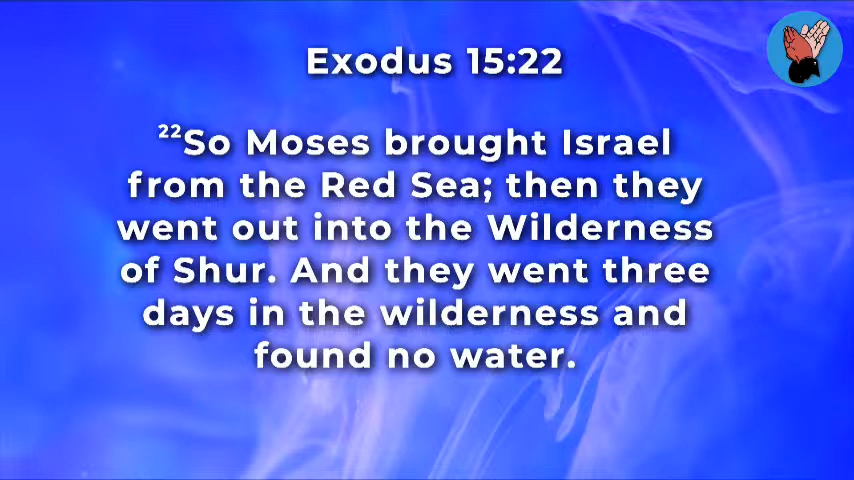 Exodus 15:22
²²So Moses brought Israel
from the Red Sea; then they
went out into the Wilderness
of Shur. And they went three
days in the wilderness and
found no water.